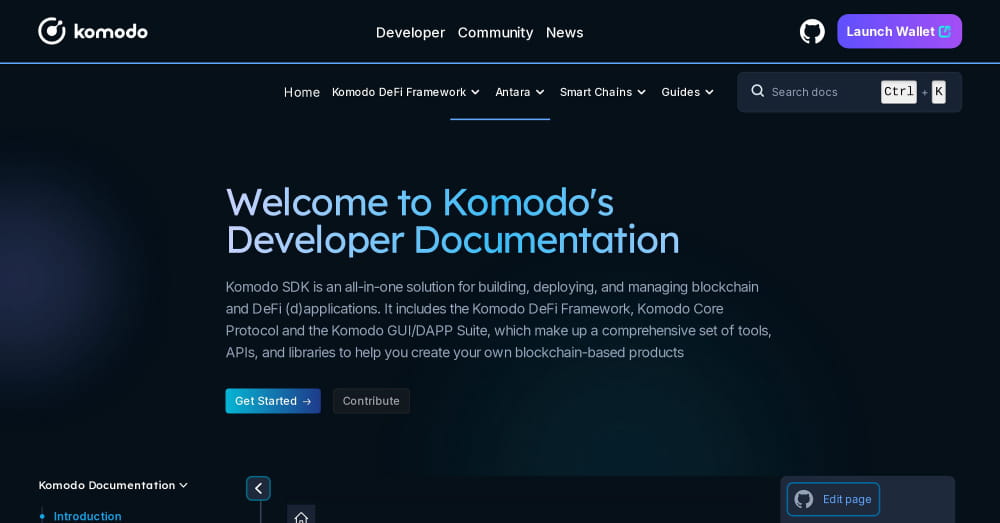 komodo
Developer Community News
Launch Wallet
Home Komodo DeFi Framework Antara Smart Chains Guides
Search docs Ctrl + K
Welcome to Komodo's
Developer Documentation
Komodo SDK is an all-in-one solution for building, deploying, and managing blockchain
and DeFi (d)applications. It includes the Komodo DeFi Framework, Komodo Core
Protocol and the Komodo GUI/DAPP Suite, which make up a comprehensive set of tools,
APIs, and libraries to help you create your own blockchain-based products
Get Started → Contribute
Komodo Documentation
Edit page
Introduction